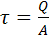 τ = Q/A